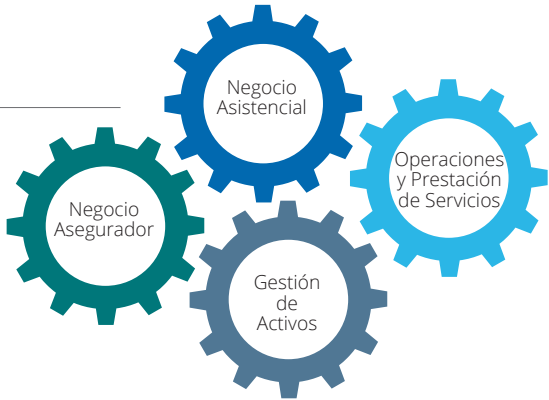 Negocio
Asistencial
Operaciones
y Prestación
de Servicios
Negocio
Asegurador
Gestión
de
Activos